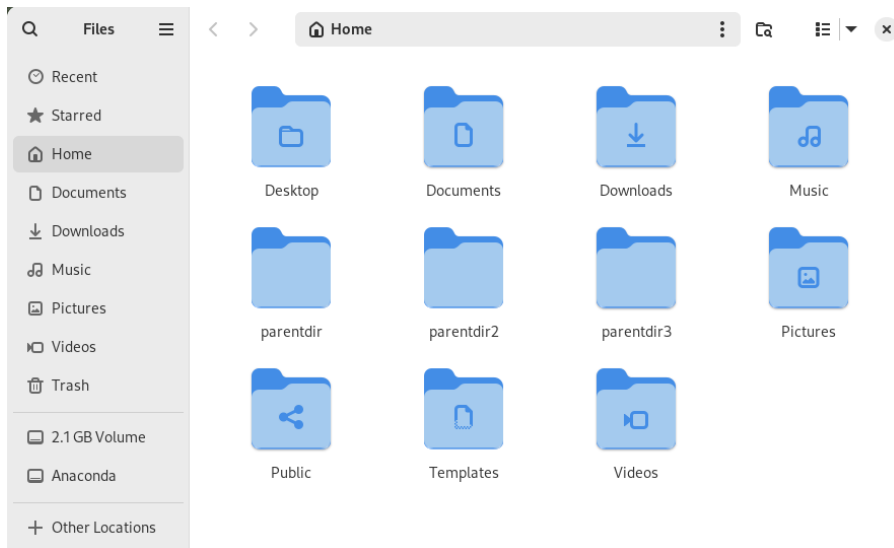 Files
Home
Recent
Starred
Home
Documents
Downloads
Music
Pictures
Videos
Trash
2.1 GB Volume
Anaconda
Other Locations
Desktop
Documents
Downloads
Music
parentdir
parentdir2
parentdir3
Pictures
Public
Templates
Videos